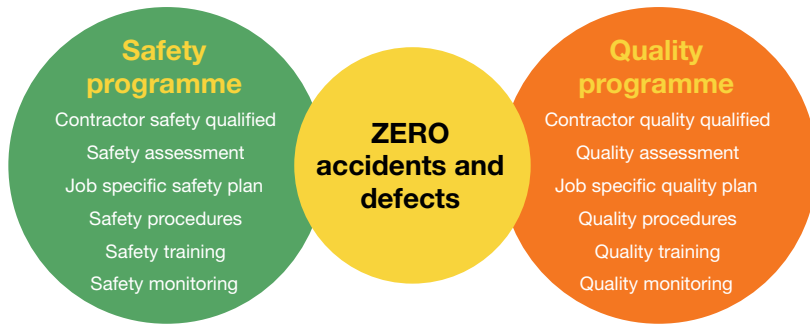 Safety
programme
Contractor safety qualified
Safety assessment
Job specific safety plan
Safety procedures
Safety training
Safety monitoring
ZERO
accidents and
defects
Quality
programme
Contractor quality qualified
Quality assessment
Job specific quality plan
Quality procedures
Quality training
Quality monitoring